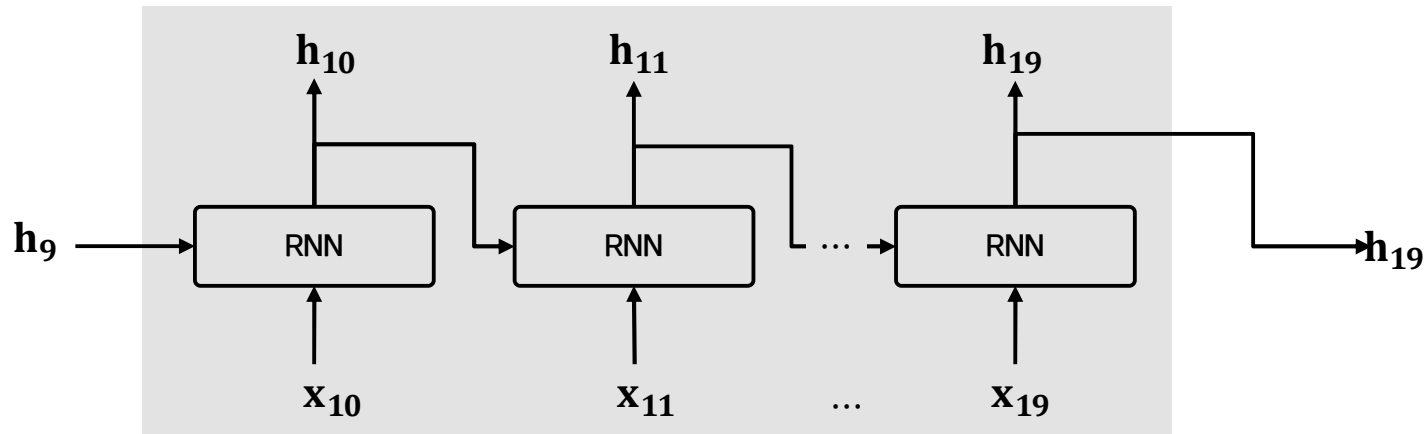 h₁₀ h₁₁ h₁₉
h₉ RNN RNN ... RNN h₁₉
x₁₀ x₁₁ ... x₁₉